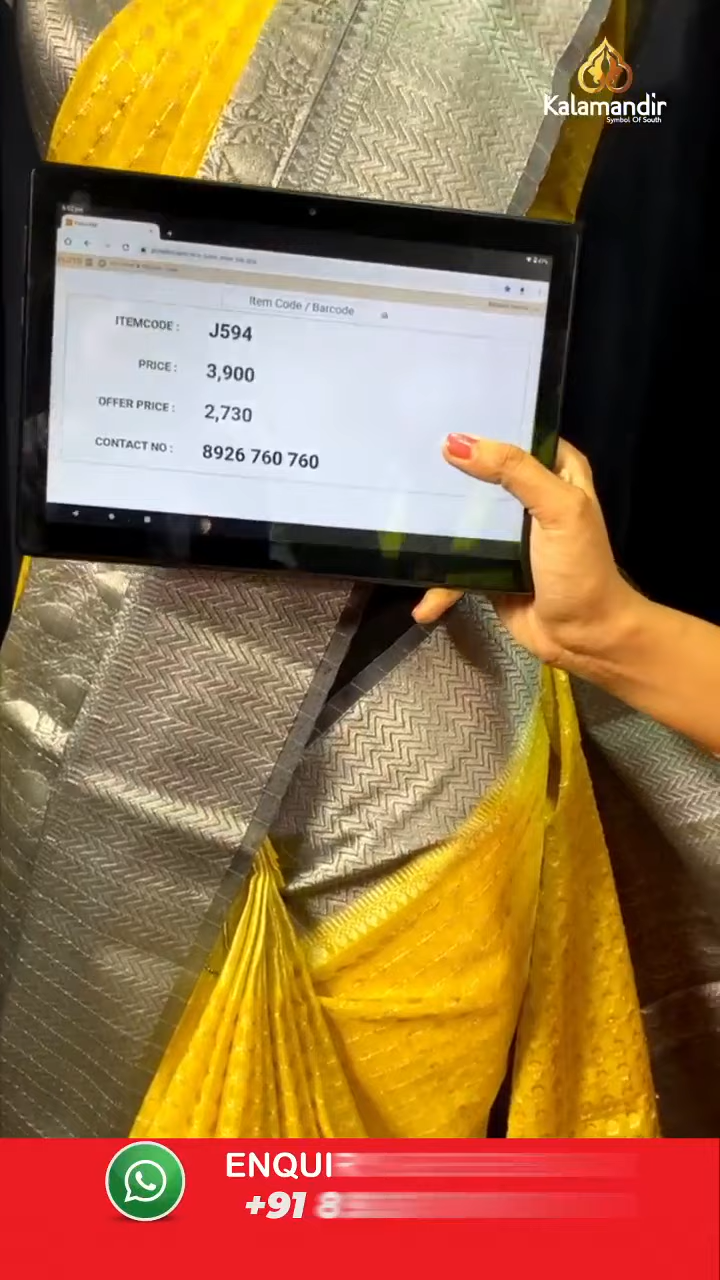 Kalamandir
Symbol Of South
Item Code / Barcode
ITEMCODE : J594
PRICE : 3,900
OFFER PRICE : 2,730
CONTACT NO : 8926 760 760
ENQUI
+91 8